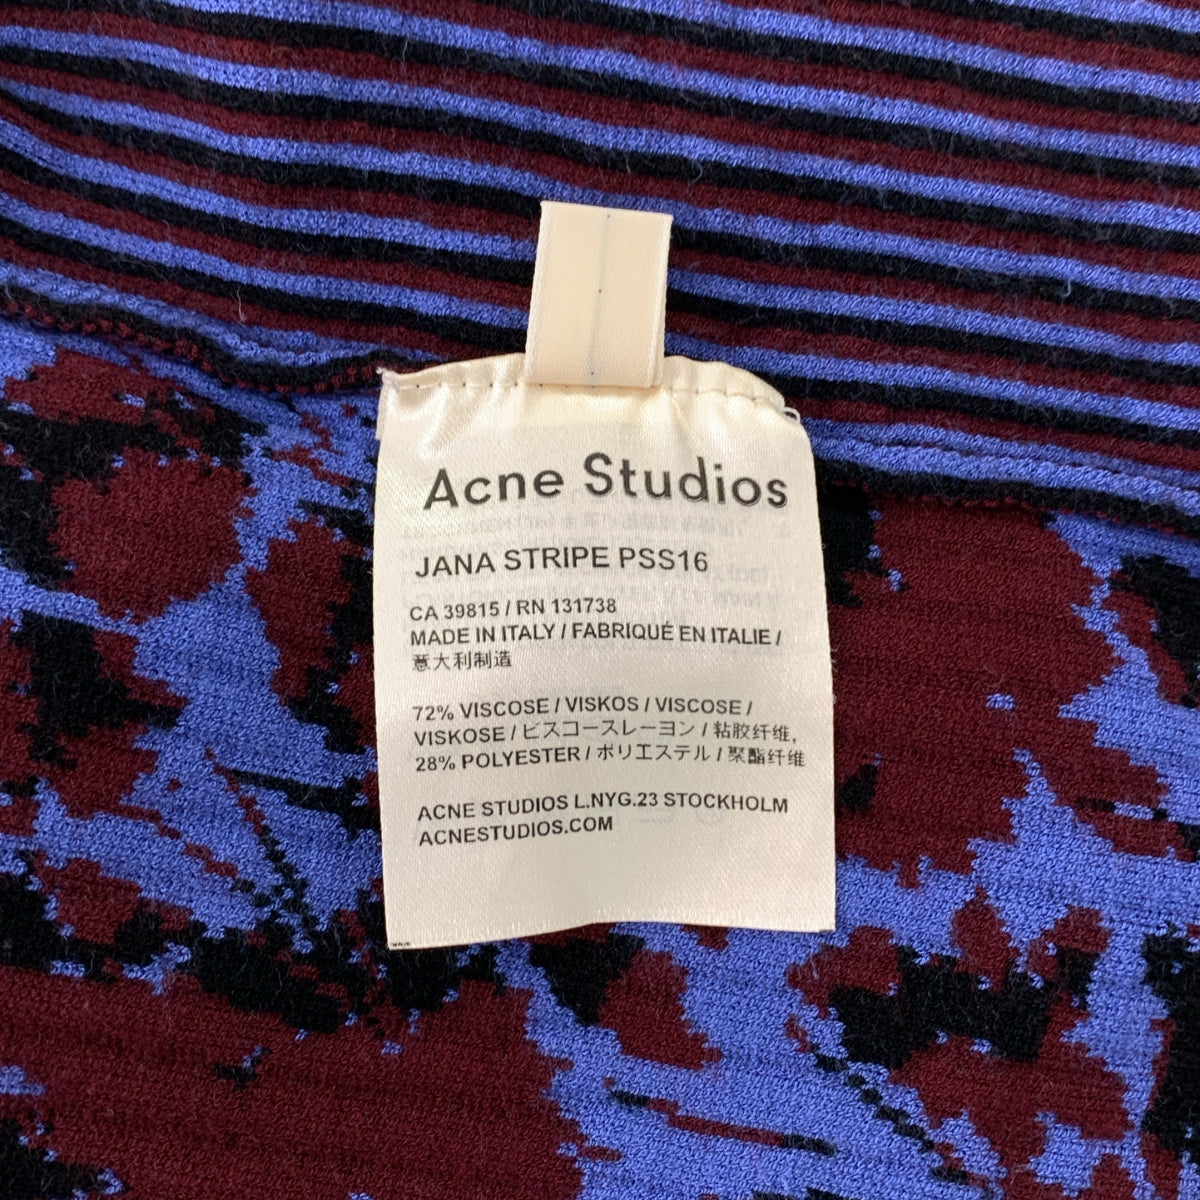 Acne Studios
JANA STRIPE PSS16
CA 39815 / RN 131738
MADE IN ITALY / FABRIQUÉ EN ITALIE /
意大利制造
72% VISCOSE / VISKOS / VISCOSE /
VISKOSE / ビスコースレーヨン / 粘胶纤维,
28% POLYESTER / ポリエステル / 聚酯纤维
ACNE STUDIOS L.NYG.23 STOCKHOLM
ACNESTUDIOS.COM